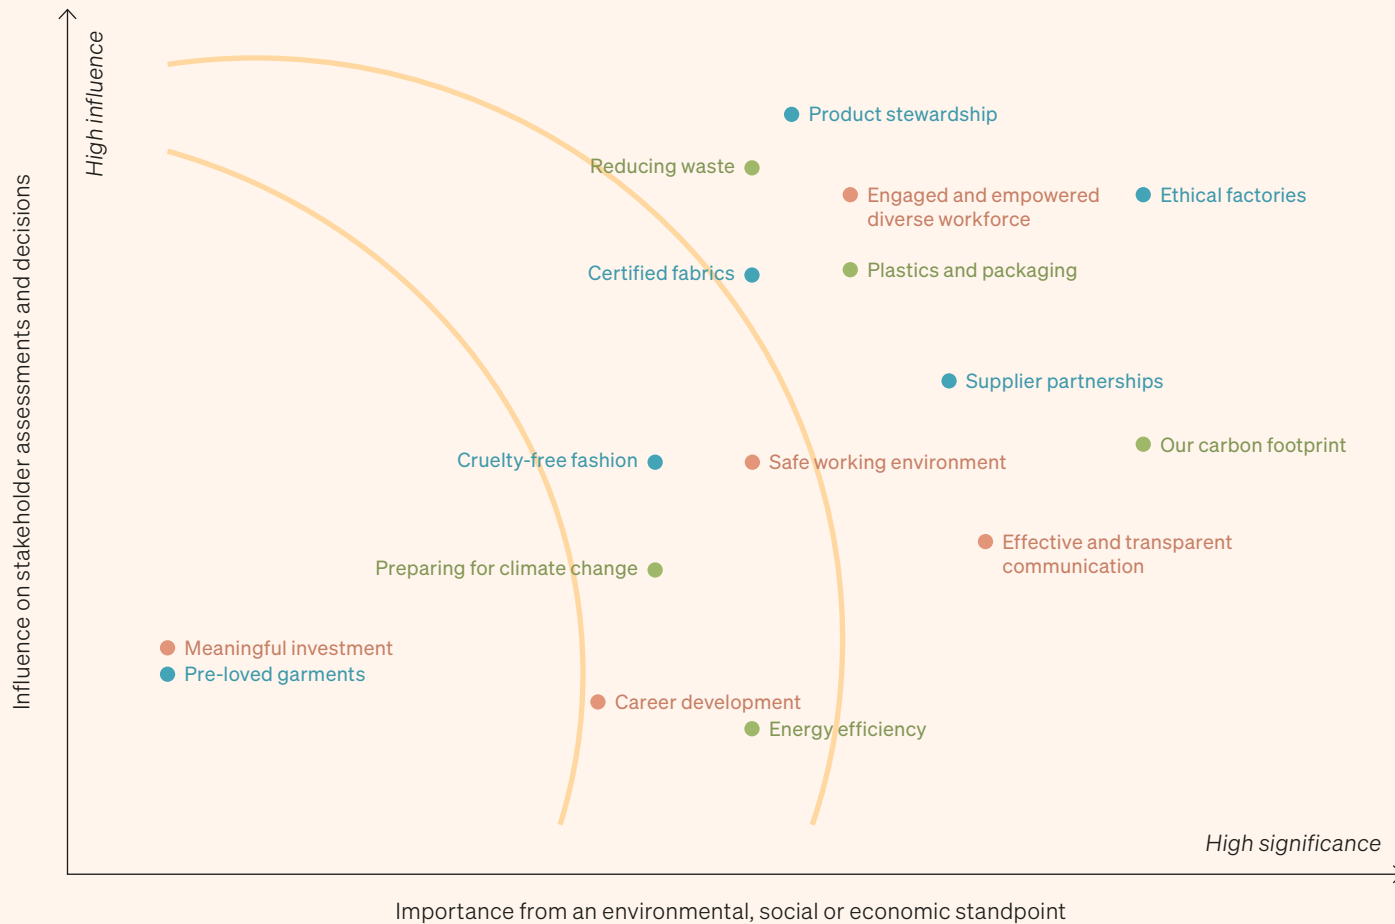 High influence
Influence on stakeholder assessments and decisions
Product stewardship
Reducing waste
Engaged and empowered
diverse workforce
Ethical factories
Certified fabrics
Plastics and packaging
Supplier partnerships
Our carbon footprint
Cruelty-free fashion
Safe working environment
Effective and transparent
communication
Preparing for climate change
Meaningful investment
Pre-loved garments
Career development
Energy efficiency
High significance
Importance from an environmental, social or economic standpoint